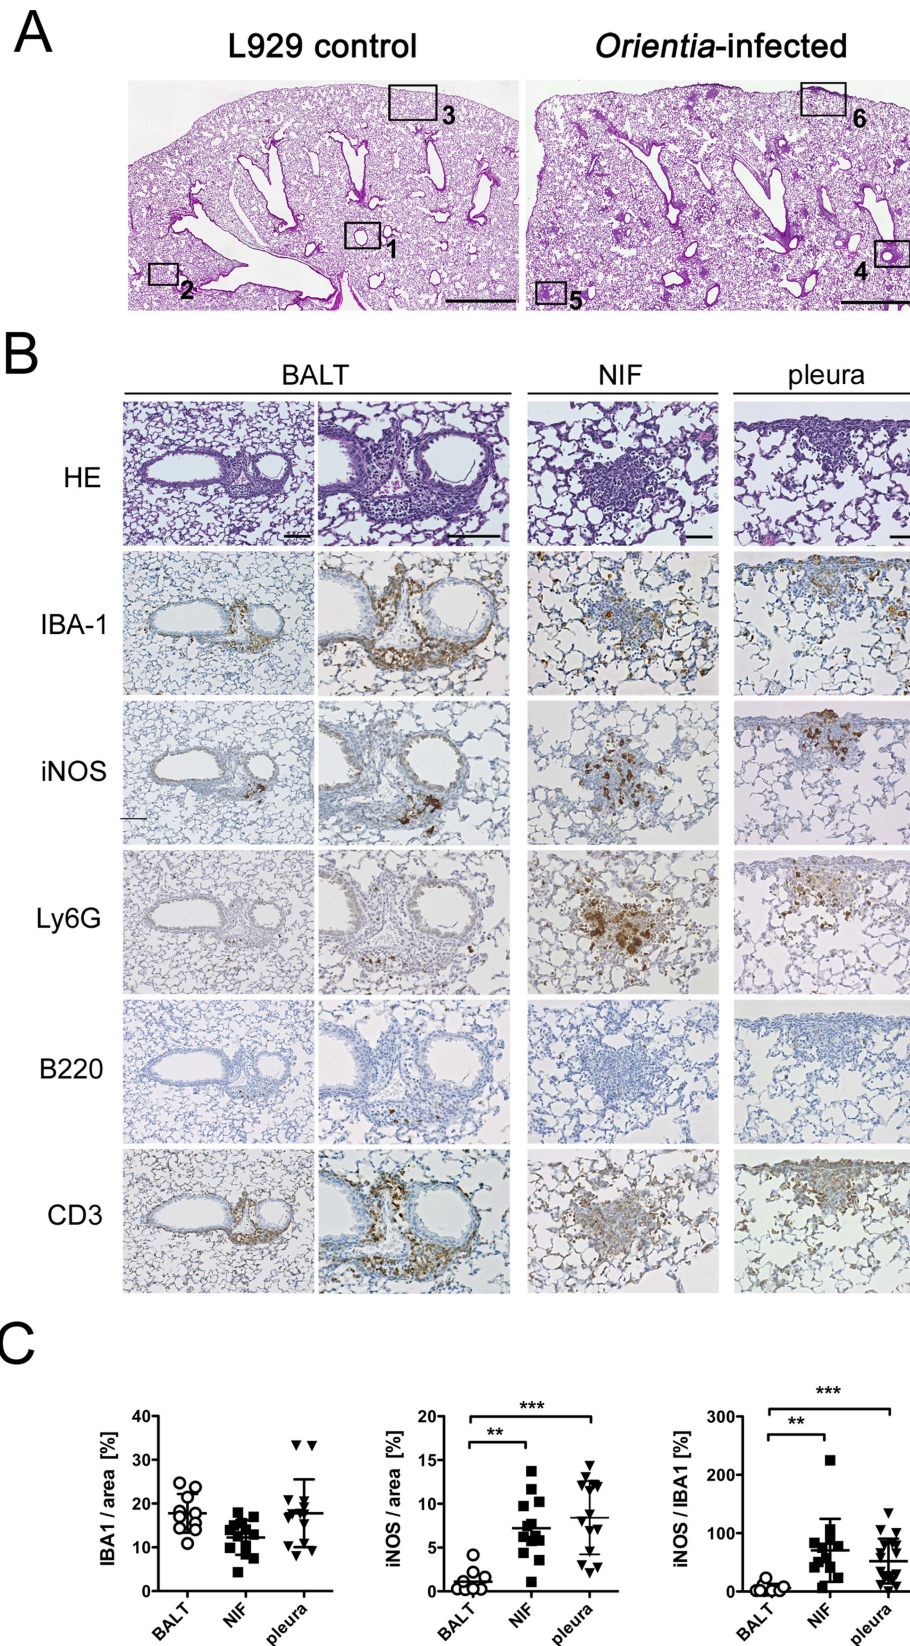 A
L929 control
Orientia-infected
3
1
2
6
4
5
B
BALT
NIF
pleura
HE
IBA-1
iNOS
Ly6G
B220
CD3
C
IBA1 / area [%]
40
30
20
10
0
BALT
NIF
pleura
iNOS / area [%]
20
15
10
5
0
**
***
BALT
NIF
pleura
iNOS / IBA1 [%]
300
200
100
0
**
***
BALT
NIF
pleura